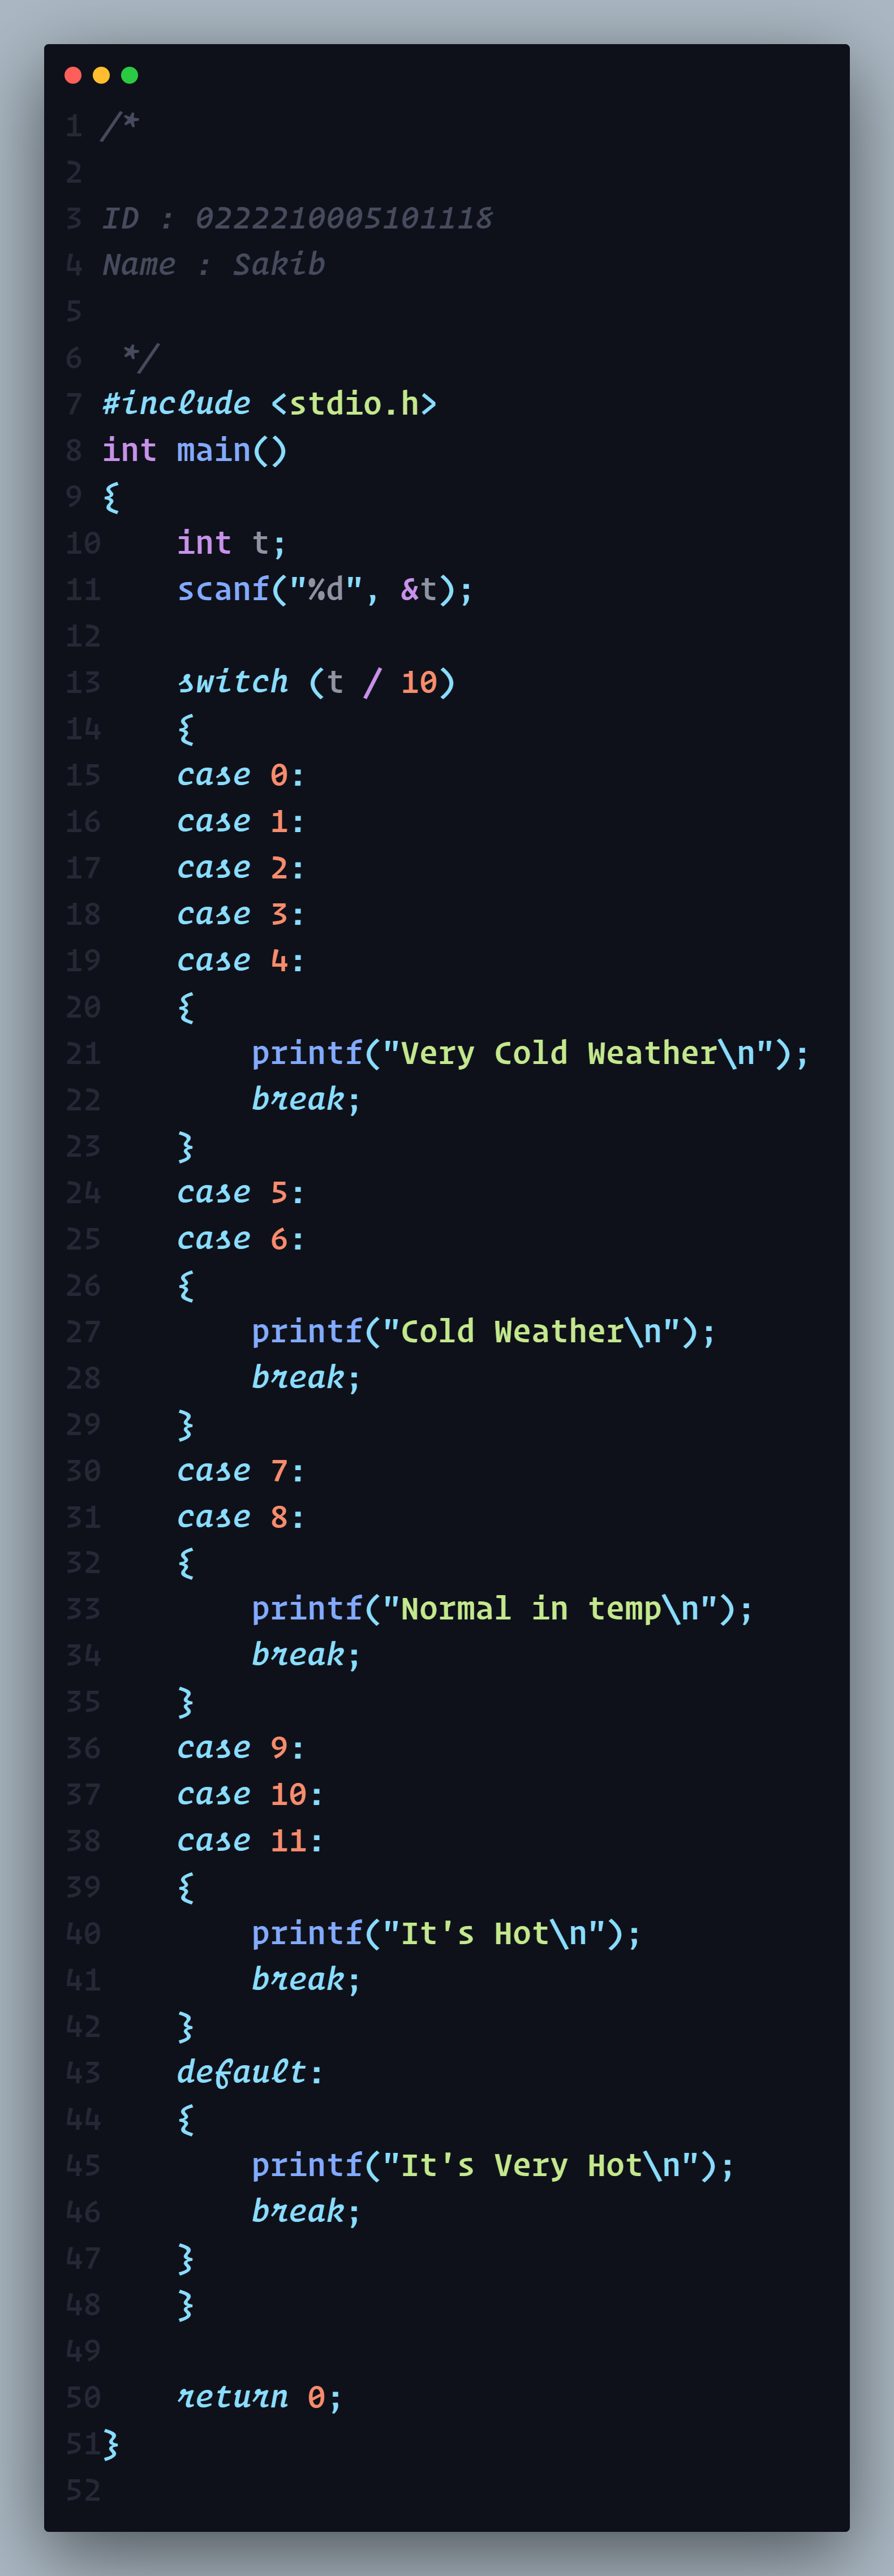 1 /*
2
3 ID : 0222210005101118
4 Name : Sakib
5
6  */
7 #include <stdio.h>
8 int main()
9 {
10    int t;
11    scanf("%d", &t);
12
13    switch (t / 10)
14    {
15    case 0:
16    case 1:
17    case 2:
18    case 3:
19    case 4:
20    {
21        printf("Very Cold Weather\n");
22        break;
23    }
24    case 5:
25    case 6:
26    {
27        printf("Cold Weather\n");
28        break;
29    }
30    case 7:
31    case 8:
32    {
33        printf("Normal in temp\n");
34        break;
35    }
36    case 9:
37    case 10:
38    case 11:
39    {
40        printf("It's Hot\n");
41        break;
42    }
43    default:
44    {
45        printf("It's Very Hot\n");
46        break;
47    }
48    }
49
50    return 0;
51}
52